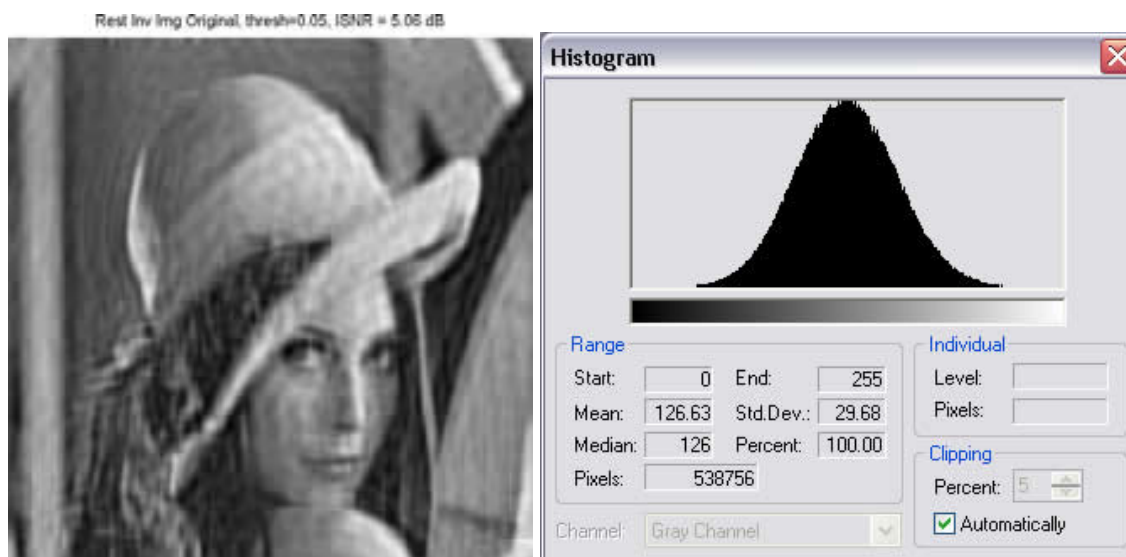 Rest Inv Img Original, thresh=0.05, ISNR = 5.06 dB
Histogram
Range
Start: 0 End: 255
Mean: 126.63 Std.Dev.: 29.68
Median: 126 Percent: 100.00
Pixels: 538756
Individual
Level:
Pixels:
Clipping
Percent: 5
Automatically
Channel: Gray Channel